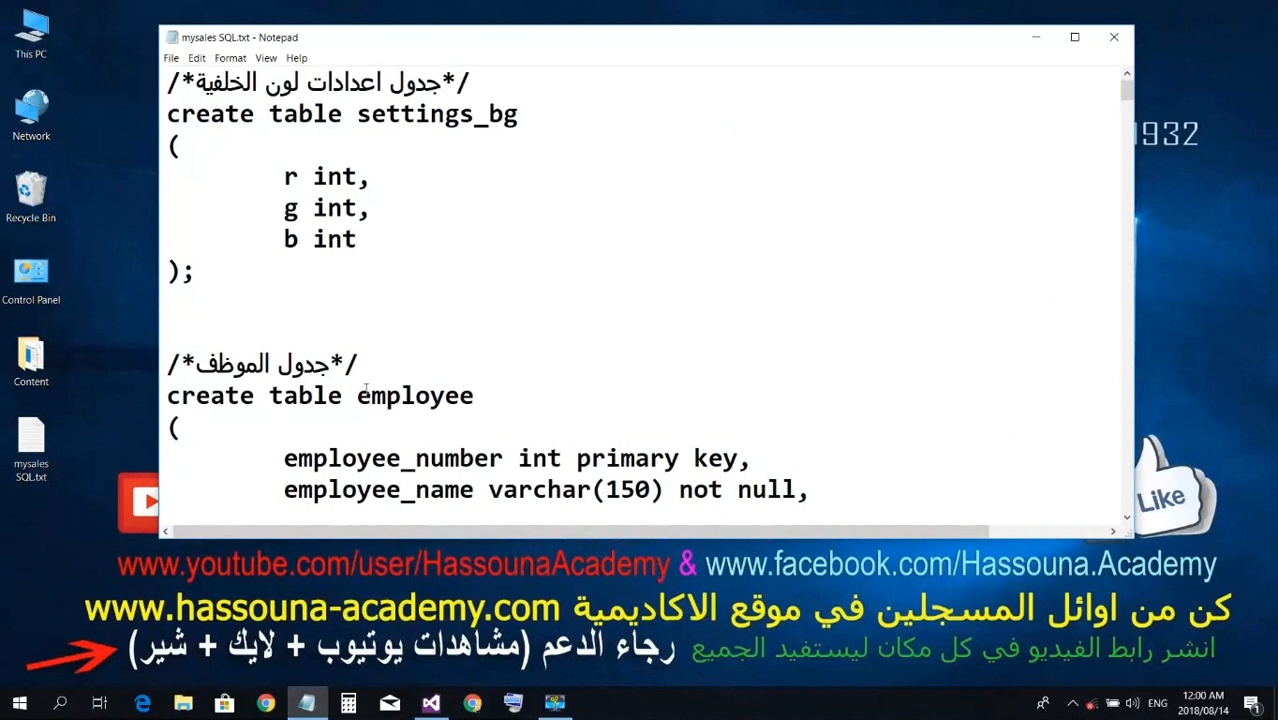 This PC
Network
Recycle Bin
Control Panel
Content
mysales
SQL.txt
mysales SQL.txt - Notepad
File Edit Format View Help
/*جدول اعدادات لون الخلفية*/
create table settings_bg
(
r int,
g int,
b int
);
/*جدول الموظف*/
create table employee
(
employee_number int primary key,
employee_name varchar(150) not null,
932
Like
www.youtube.com/user/HassounaAcademy & www.facebook.com/Hassouna.Academy
كن من اوائل المسجلين في موقع الاكاديمية www.hassouna-academy.com
انشر رابط الفيديو في كل مكان ليستفيد الجميع رجاء الدعم (مشاهدات يوتيوب + لايك + شير)
ENG
12:00 AM
2018/08/14
1